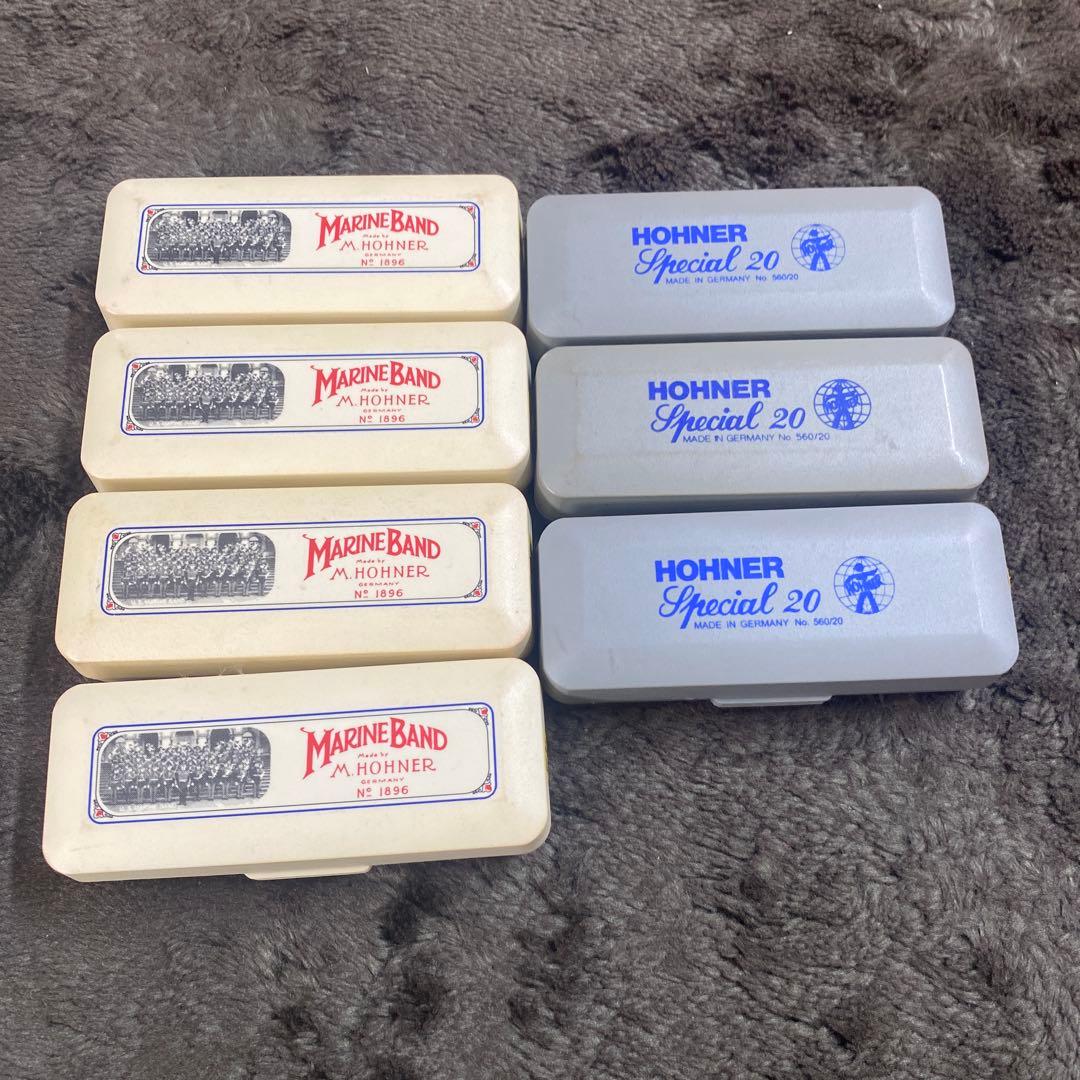 MARINE BAND
Made by
M. HOHNER
GERMANY
Nº 1896
MARINE BAND
Made by
M. HOHNER
GERMANY
Nº 1896
MARINE BAND
Made by
M. HOHNER
GERMANY
Nº 1896
MARINE BAND
Made by
M. HOHNER
GERMANY
Nº 1896
HOHNER
Special 20
MADE IN GERMANY No. 560/20
HOHNER
Special 20
MADE IN GERMANY No. 560/20
HOHNER
Special 20
MADE IN GERMANY No. 560/20